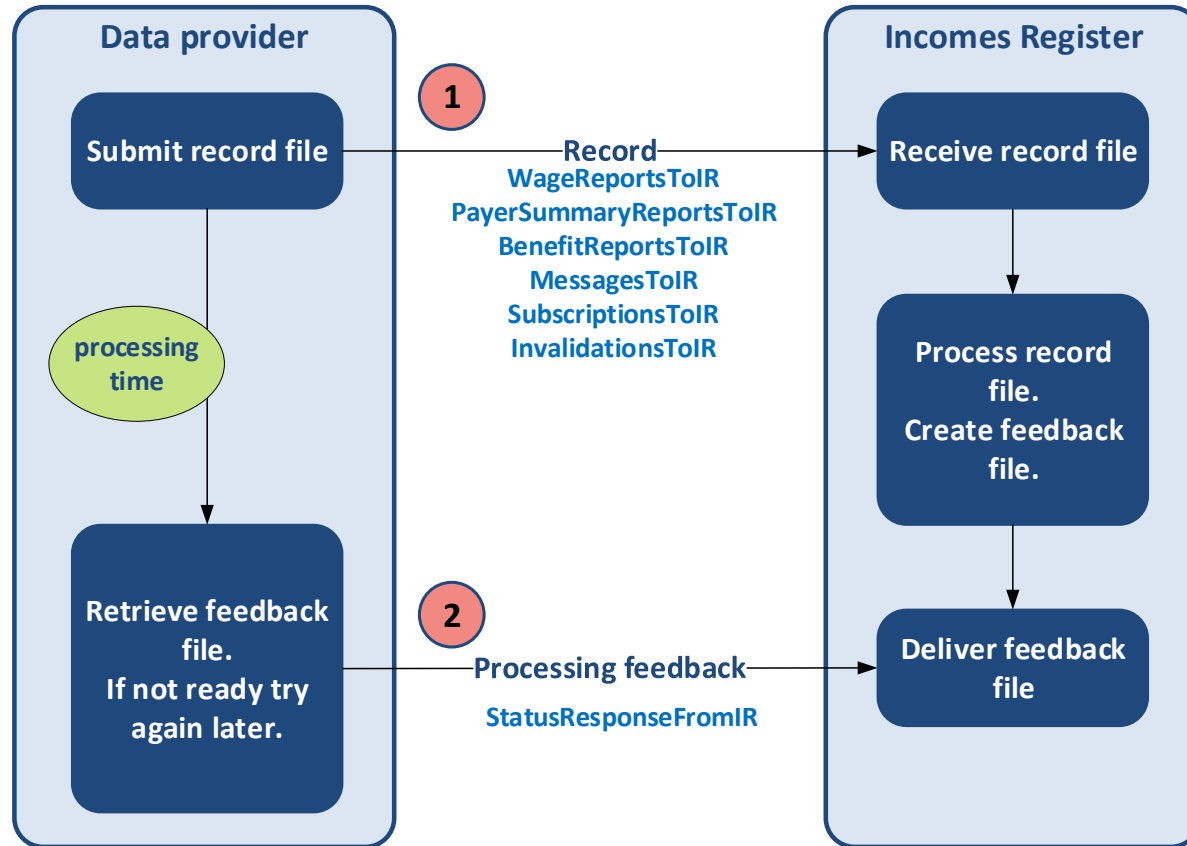 Data provider
Incomes Register
1
Submit record file
Record
Receive record file
WageReportsToIR
PayerSummaryReportsToIR
BenefitReportsToIR
MessagesToIR
SubscriptionsToIR
InvalidationsToIR
processing
time
Process record
file.
Create feedback
file.
2
Retrieve feedback
file.
If not ready try
again later.
Processing feedback
StatusResponseFromIR
Deliver feedback
file